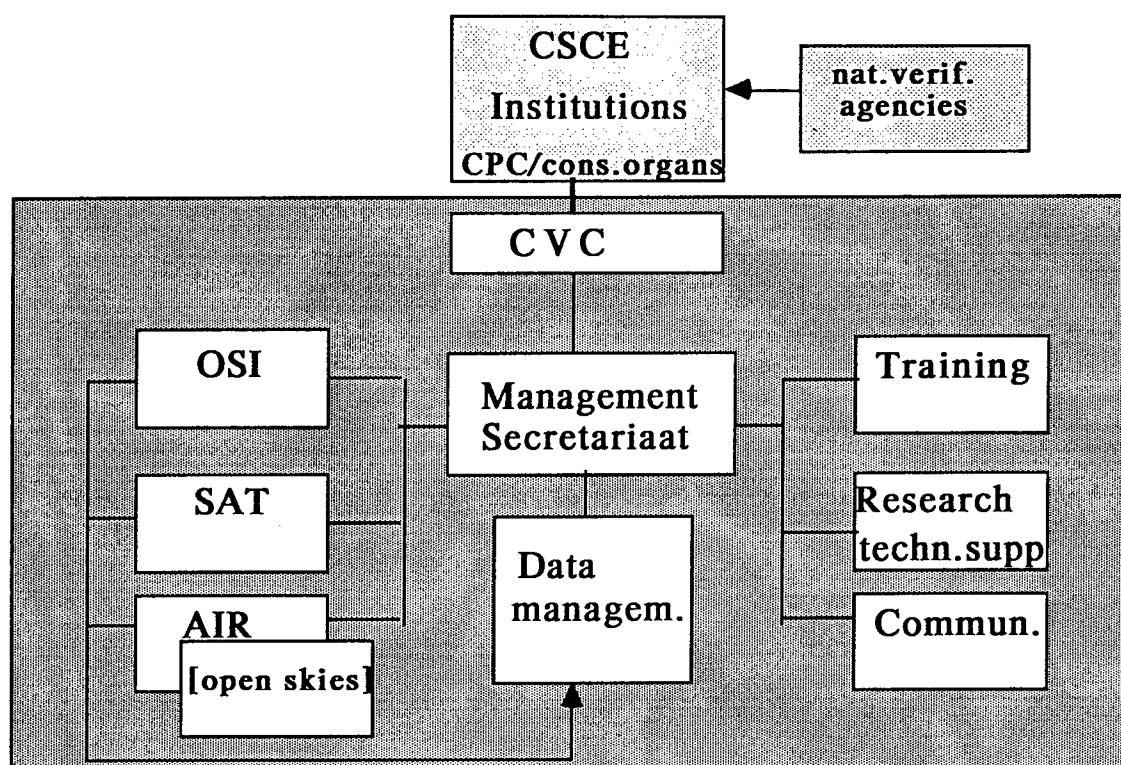 CSCE
Institutions
CPC/cons.organs
nat.verif.
agencies
C V C
OSI
SAT
AIR
[open skies]
Management
Secretariaat
Data
managem.
Training
Research
techn.supp
Commun.